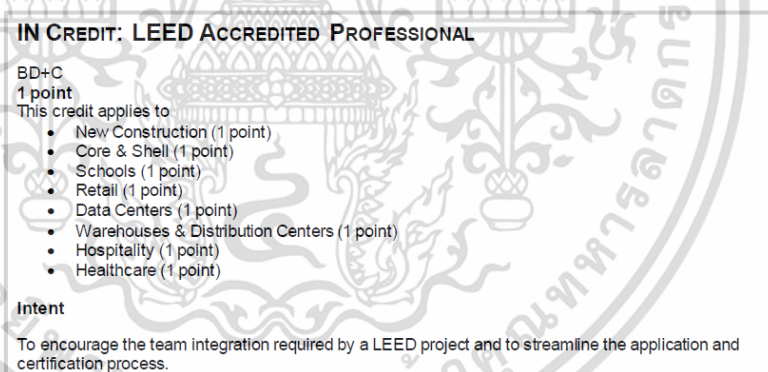 IN CREDIT: LEED ACCREDITED PROFESSIONAL
BD+C
1 point
This credit applies to
• New Construction (1 point)
• Core & Shell (1 point)
• Schools (1 point)
• Retail (1 point)
• Data Centers (1 point)
• Warehouses & Distribution Centers (1 point)
• Hospitality (1 point)
• Healthcare (1 point)
Intent
To encourage the team integration required by a LEED project and to streamline the application and
certification process.